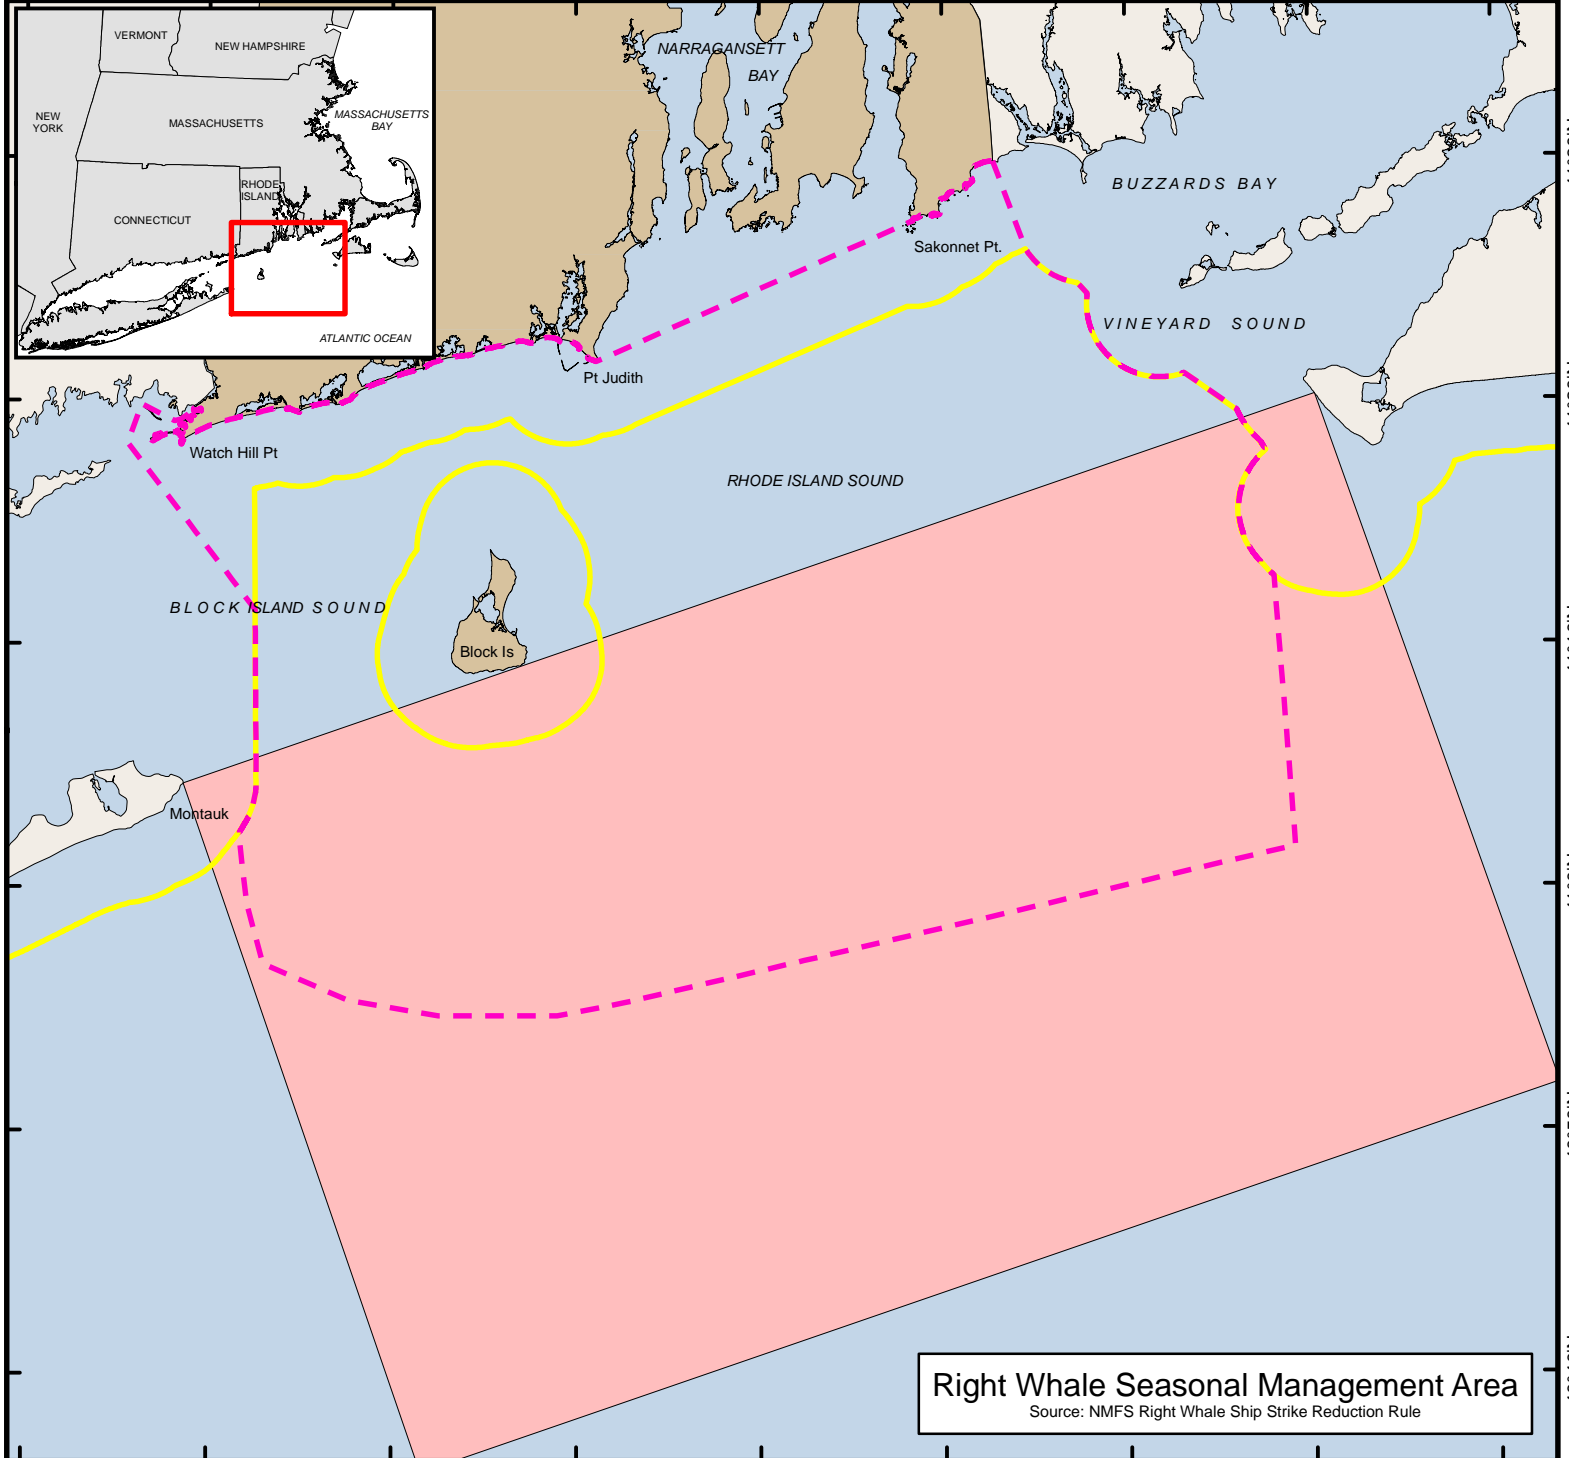 VERMONT
NEW HAMPSHIRE
NEW
YORK
MASSACHUSETTS
MASSACHUSETTS
BAY
RHODE
ISLAND
CONNECTICUT
ATLANTIC OCEAN
NARRAGANSETT
BAY
BUZZARDS BAY
Sakonnet Pt.
VINEYARD SOUND
Pt Judith
Watch Hill Pt
RHODE ISLAND SOUND
BLOCK ISLAND SOUND
Block Is
Montauk
Right Whale Seasonal Management Area
Source: NMFS Right Whale Ship Strike Reduction Rule